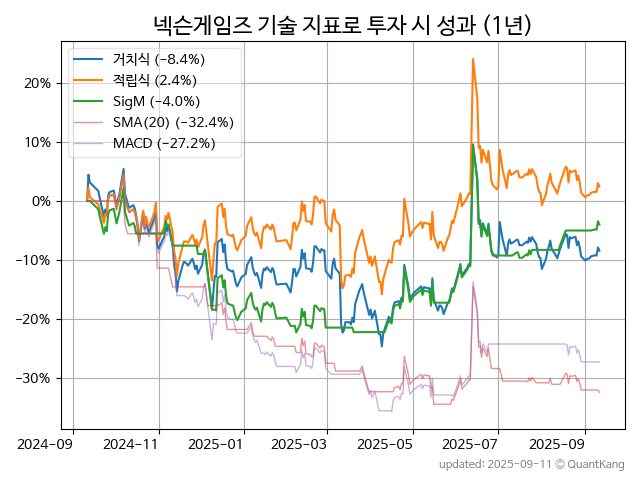 넥슨게임즈 기술 지표로 투자 시 성과 (1년)
거치식 (−8.4%)
적립식 (2.4%)
SigM (−4.0%)
SMA(20) (−32.4%)
MACD (−27.2%)
20%
10%
0%
−10%
−20%
−30%
2024-09 2024-11 2025-01 2025-03 2025-05 2025-07 2025-09
updated: 2025-09-11 ⓒ QuantKang